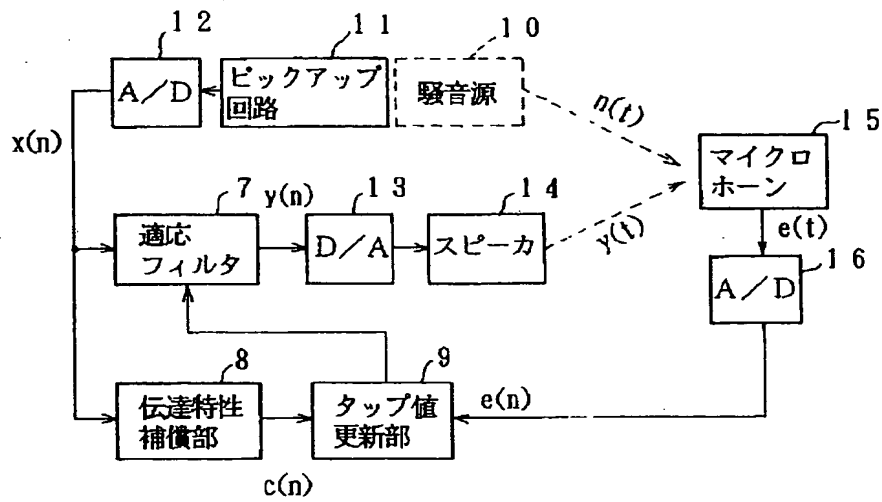 12
11
10
A/D
ピックアップ
回路
騒音源
n(t)
15
x(n)
マイクロ
ホーン
7
y(n)
13
14
適応
フィルタ
D/A
スピーカ
y(t)
e(t)
16
A/D
8
9
伝達特性
補償部
タップ値
更新部
e(n)
c(n)